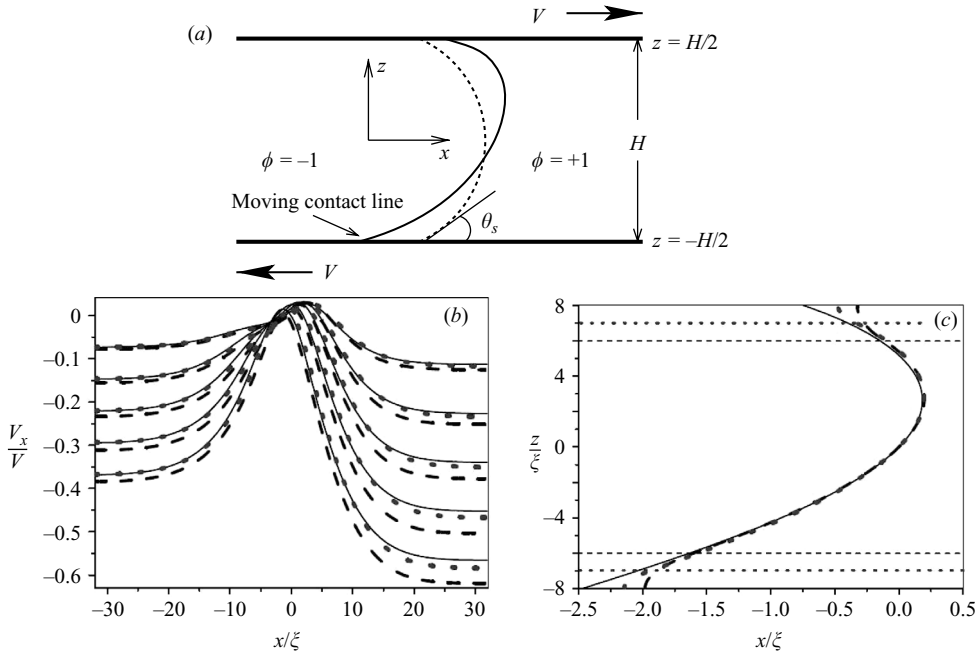 V
(a)
z = H/2
z
H
x
ϕ = –1
ϕ = +1
Moving contact line
θs
z = –H/2
V
(b)
0
–0.1
–0.2
–0.3
–0.4
–0.5
–0.6
Vx
V
–30 –20 –10 0 10 20 30
x/ξ
(c)
8
4
0
–4
–8
z
ξ
–2.5 –2.0 –1.5 –1.0 –0.5 0.0 0.5
x/ξ